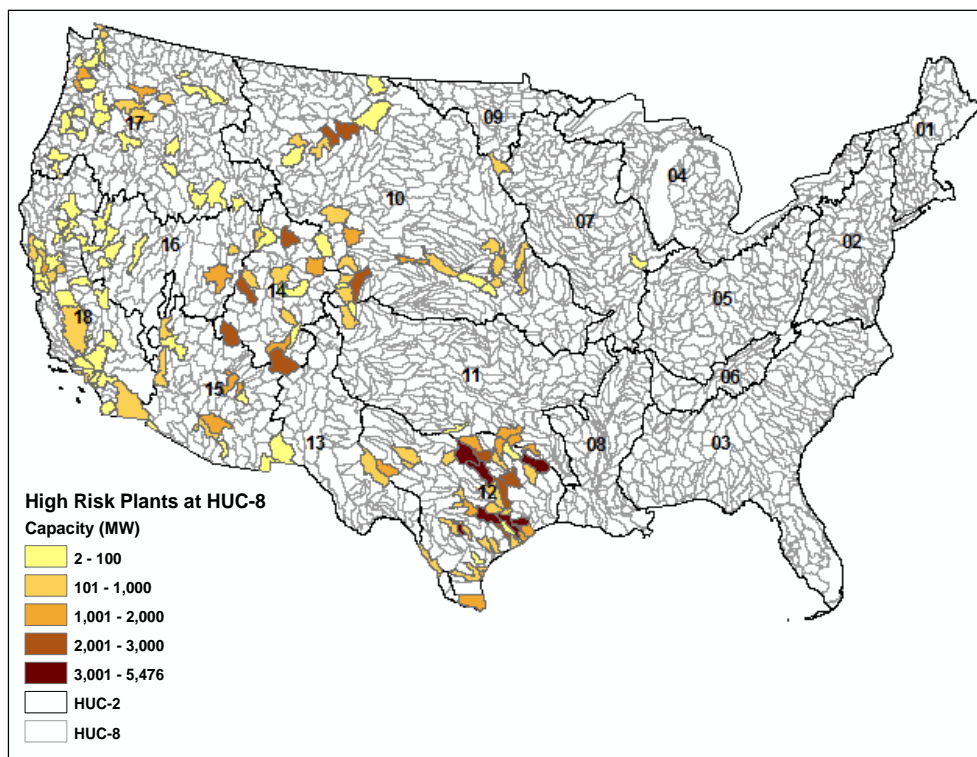 01
09
17
04
10
07
02
16
14
05
18
06
15
11
13
08
03
12
High Risk Plants at HUC-8
Capacity (MW)
2 - 100
101 - 1,000
1,001 - 2,000
2,001 - 3,000
3,001 - 5,476
HUC-2
HUC-8